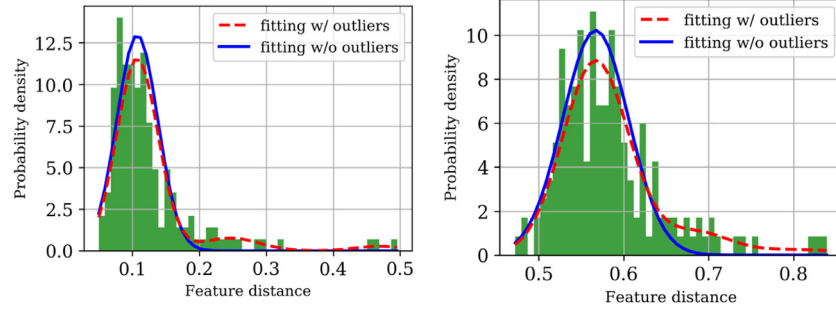 fitting w/ outliers
fitting w/o outliers
12.5
10.0
7.5
5.0
2.5
0.0
Probability density
0.1 0.2 0.3 0.4 0.5
Feature distance
fitting w/ outliers
fitting w/o outliers
10
8
6
4
2
0
Probability density
0.5 0.6 0.7 0.8
Feature distance